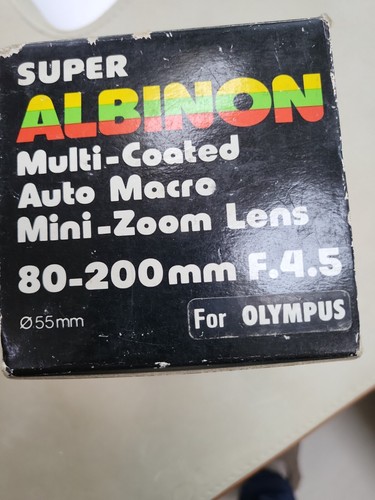 SUPER
ALBINON
Multi-Coated
Auto Macro
Mini-Zoom Lens
80-200mm F.4.5
Ø55mm
For OLYMPUS